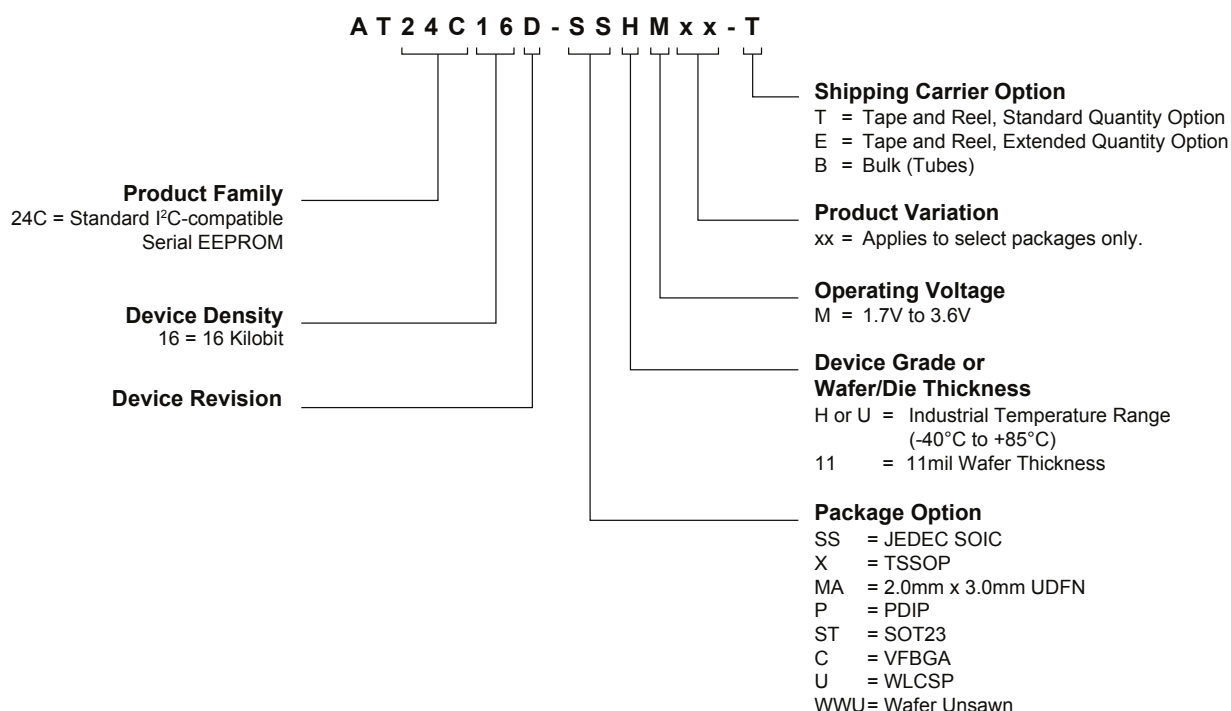 AT24C16D-SSHMxx-T
Shipping Carrier Option
T = Tape and Reel, Standard Quantity Option
E = Tape and Reel, Extended Quantity Option
B = Bulk (Tubes)
Product Family
24C = Standard I²C-compatible
Serial EEPROM
Product Variation
xx = Applies to select packages only.
Operating Voltage
M = 1.7V to 3.6V
Device Density
16 = 16 Kilobit
Device Grade or
Wafer/Die Thickness
H or U = Industrial Temperature Range
(-40°C to +85°C)
11 = 11mil Wafer Thickness
Device Revision
Package Option
SS = JEDEC SOIC
X = TSSOP
MA = 2.0mm x 3.0mm UDFN
P = PDIP
ST = SOT23
C = VFBGA
U = WLCSP
WWU= Wafer Unsawn